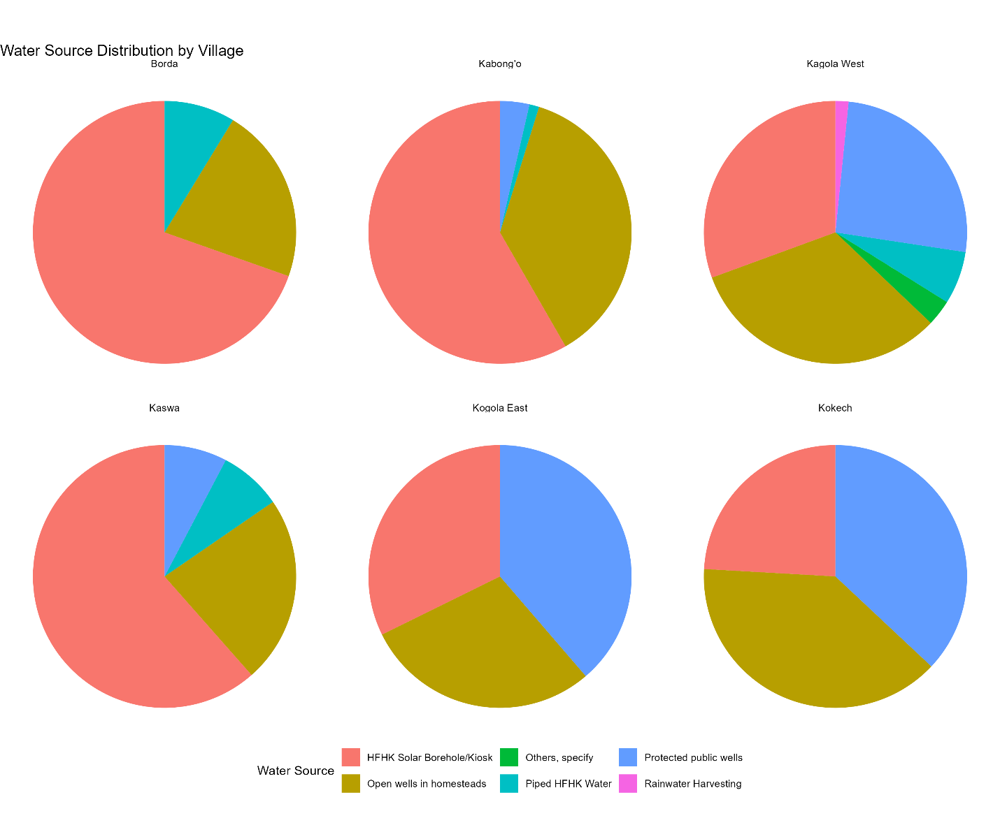 Water Source Distribution by Village
Borda
Kabong'o
Kagola West
Kaswa
Kogola East
Kokech
Water Source
HFHK Solar Borehole/Kiosk
Others, specify
Protected public wells
Open wells in homesteads
Piped HFHK Water
Rainwater Harvesting